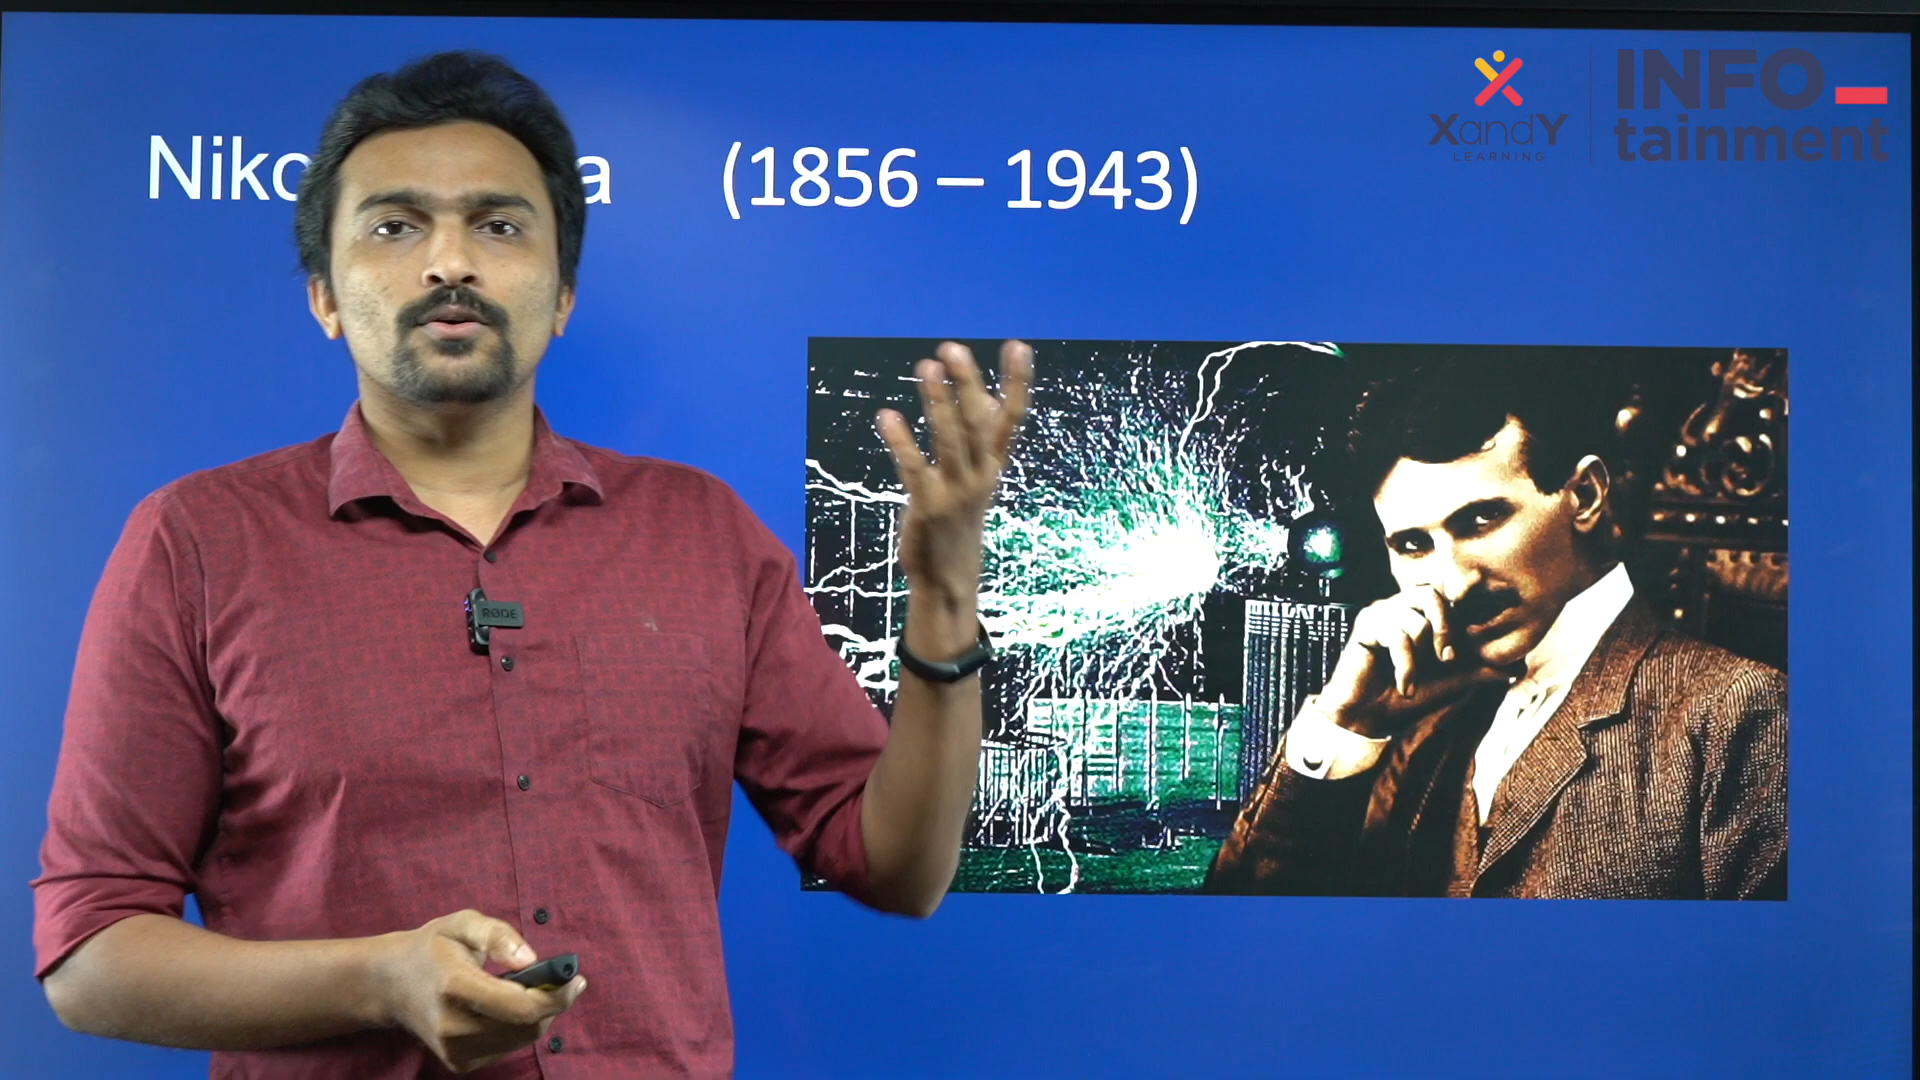 Niko a (1856 – 1943)
XandY
LEARNING
INFO
tainment
RØDE